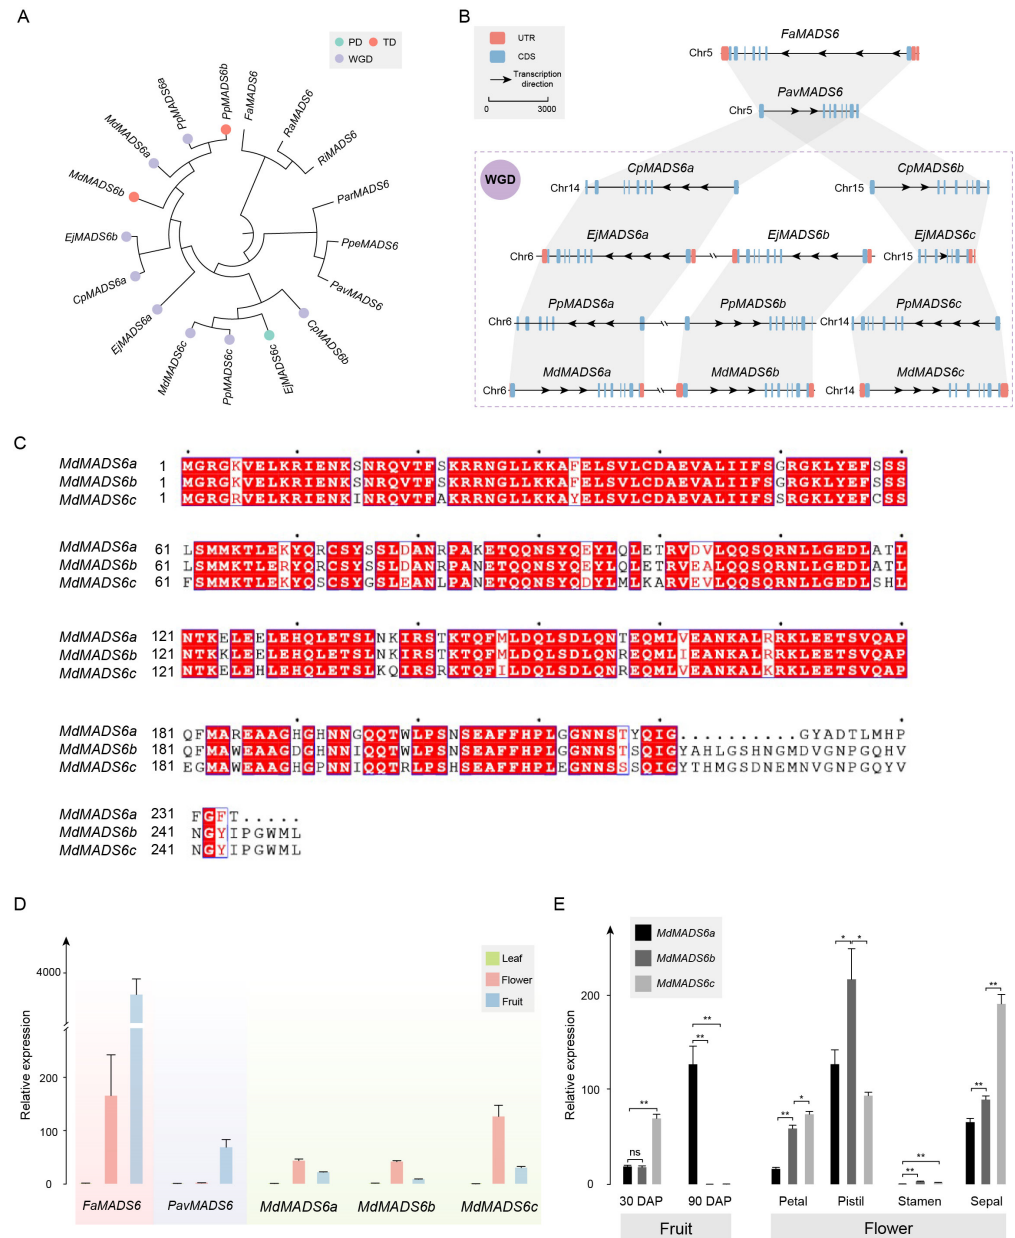 A
PD TD
WGD
PpMADS6a
PpMADS6b
FaMADS6
RaMADS6
RiMADS6
MdMADS6a
MdMADS6b
ParMADS6
EjMADS6b
PpeMADS6
CpMADS6a
PavMADS6
EjMADS6a
MdMADS6c
PpMADS6c
EjMADS6c
CpMADS6b
B
UTR
CDS
Transcription direction
0 3000
FaMADS6
Chr5
PavMADS6
Chr5
WGD
CpMADS6a CpMADS6b
Chr14 Chr15
EjMADS6a EjMADS6b EjMADS6c
Chr6 Chr15
PpMADS6a PpMADS6b PpMADS6c
Chr6 Chr14
MdMADS6a MdMADS6b MdMADS6c
Chr6 Chr14
C
MdMADS6a 1 MGRGKVELKRIENKSNRQVTFSKRRNGLLKKAFELSVLCDAEVALIIFSGRGKLYEFSSS
MdMADS6b 1 MGRGKVELKRIENKSNRQVTFSKRRNGLLKKAFELSVLCDAEVALIIFSGRGKLYEFSSS
MdMADS6c 1 MGRGRVELKRIENKINRQVTFAKRRNGLLKKAYELSVLCDAEVALIIFSSRGKLYEFCSS
MdMADS6a 61 LSMMKTLEKYQRCSYSSLDANRPAKETQQNSYQEYLQLETRVDVLQQSQRNLLGEDLATL
MdMADS6b 61 LSMMKTLERYQRCSYSSLDANRPANETQQNSYQEYLQLETRVEALQQSQRNLLGEDLATL
MdMADS6c 61 FSMMKTLEKYQSCSYGSLEANLPANETQQNSYQDYLMLKARVEVLQQSQRNLLGEDLSHL
MdMADS6a 121 NTKELEELEHQLETSLNKIRSTKTQFMLDQLSDLQNTEQMLVEANKALRRKLEETSVQAP
MdMADS6b 121 NTKKLEELEHQLETSLNKIRSTKTQFMLDQLSDLQNREQMLIEANKALRRKLEETSVQAP
MdMADS6c 121 NTKELEHLEHQLETSLKQIRSRKTQFILDQLSDLQNREQMLVEANKALKRKLEETSVQAP
MdMADS6a 181 QFMAREAAGHGHNNGQQTWLPSNSEAFFHPLGGNNSTYQIG..........GYADTLMHP
MdMADS6b 181 QFMAWEAAGDGHNNIQQTWLPSNSEAFFHPLGGNNSTSQIGYAHLGSHNGMDVGNPGQHV
MdMADS6c 181 EGMAWEAAGHGPNNIQQTRLPSHSEAFFHPLEGNNSSSQIGYTHMGSDNEMNVGNPGQYV
MdMADS6a 231 FGFT.....
MdMADS6b 241 NGYIPGWML
MdMADS6c 241 NGYIPGWML
D
Relative expression
4000
200
100
0
Leaf
Flower
Fruit
FaMADS6 PavMADS6 MdMADS6a MdMADS6b MdMADS6c
E
Relative expression
200
100
0
MdMADS6a
MdMADS6b
MdMADS6c
* *
**
**
**
**
**
ns
**
*
**
**
**
30 DAP 90 DAP Petal Pistil Stamen Sepal
Fruit Flower